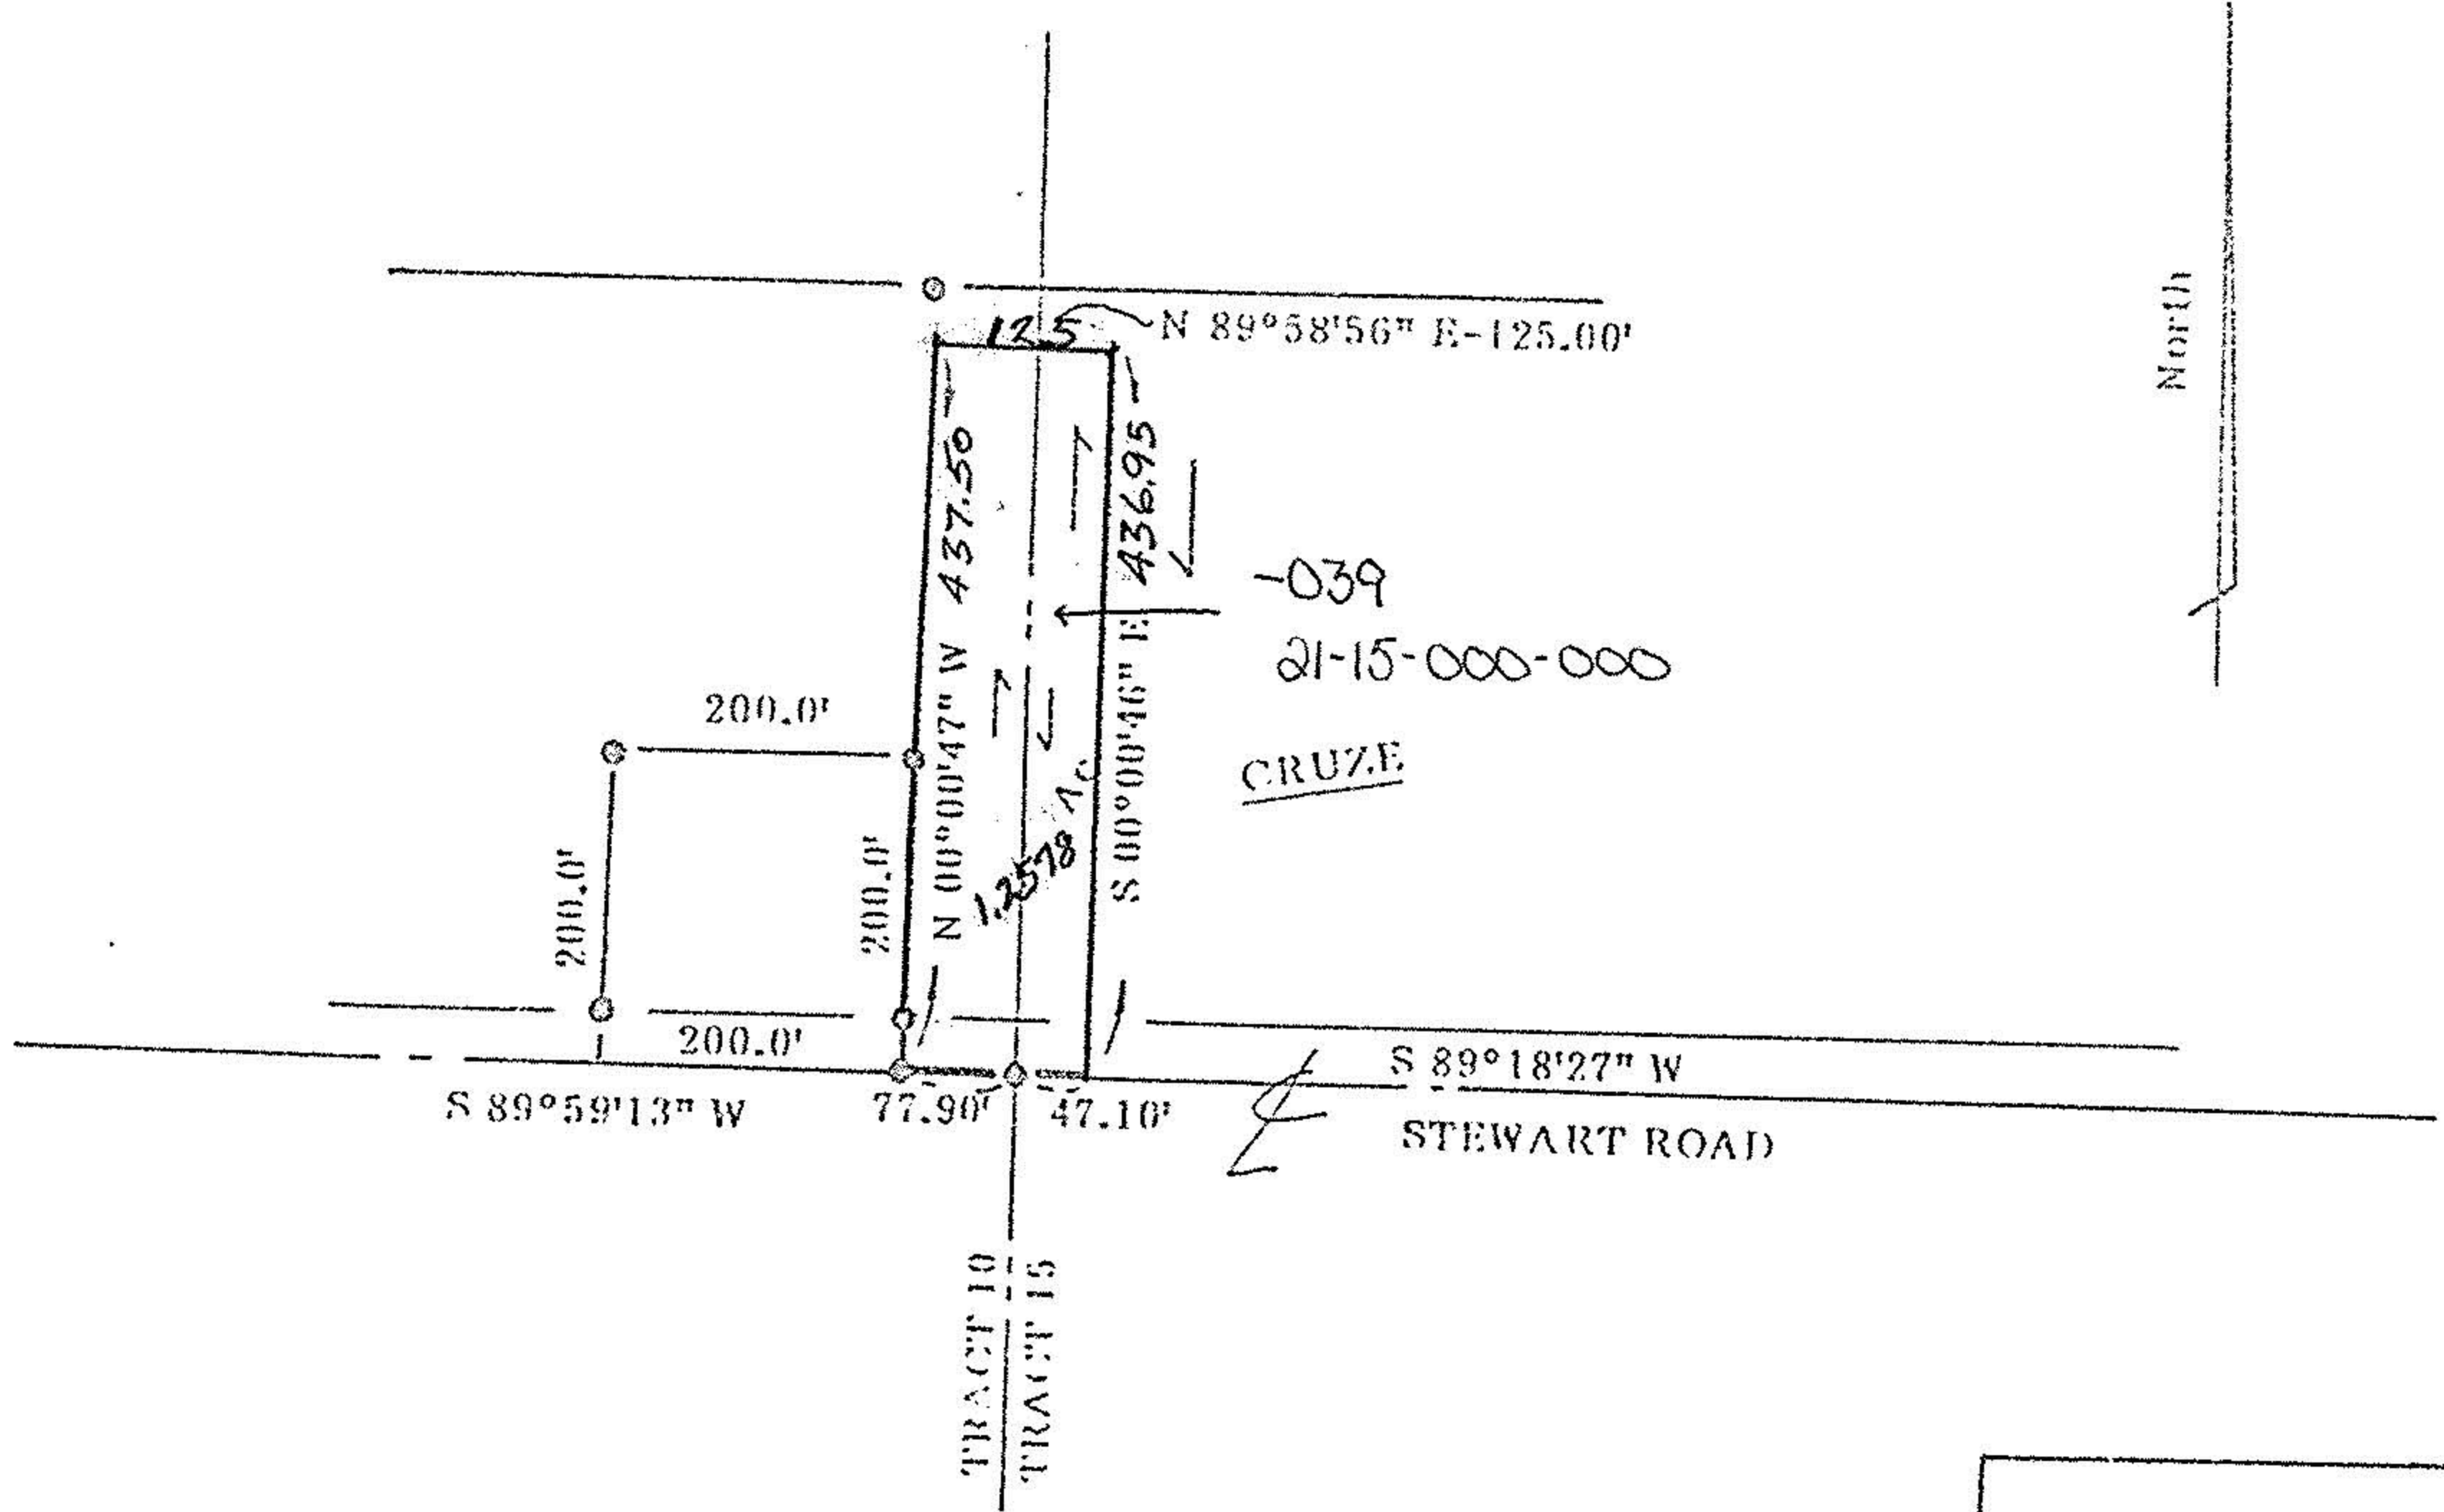 North
125
N 89°58'56" E-125.00'
N 00°00'47" W 437.50
S 00°00'46" E 436.95
-039
21-15-000-000
CRUZE
200.0'
200.0'
200.0'
1.2578 Ac
200.0'
S 89°18'27" W
S 89°59'13" W
77.90'
47.10'
STEWART ROAD
TRACT 10
TRACT 15